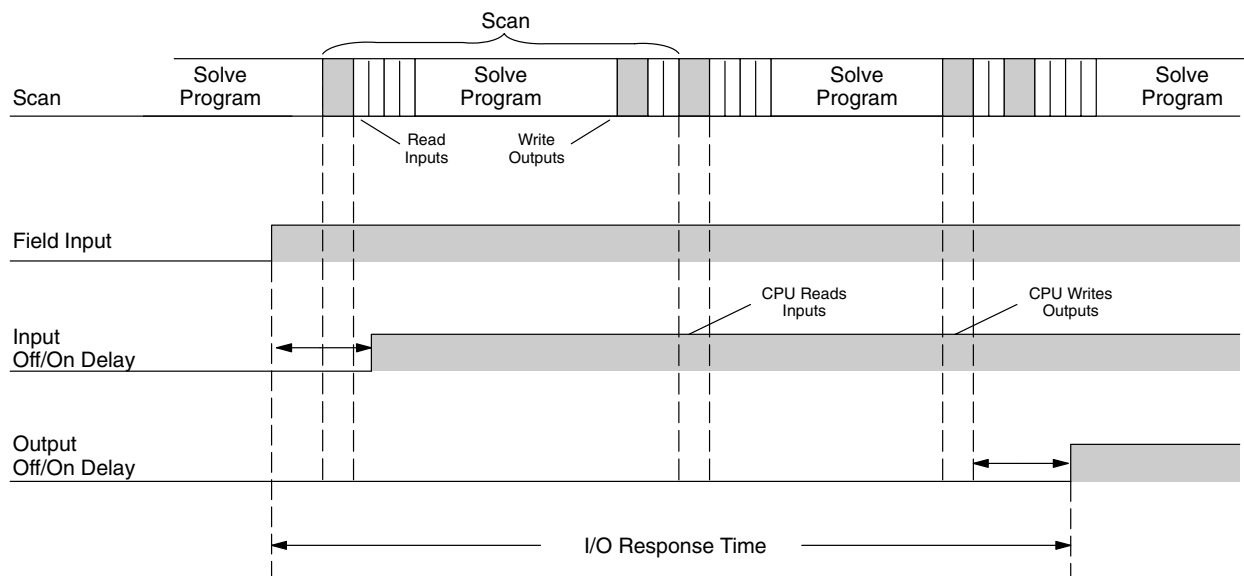 Scan
Scan
Solve
Program
Solve
Program
Solve
Program
Solve
Program
Read
Inputs
Write
Outputs
Field Input
CPU Reads
Inputs
CPU Writes
Outputs
Input
Off/On Delay
Output
Off/On Delay
I/O Response Time